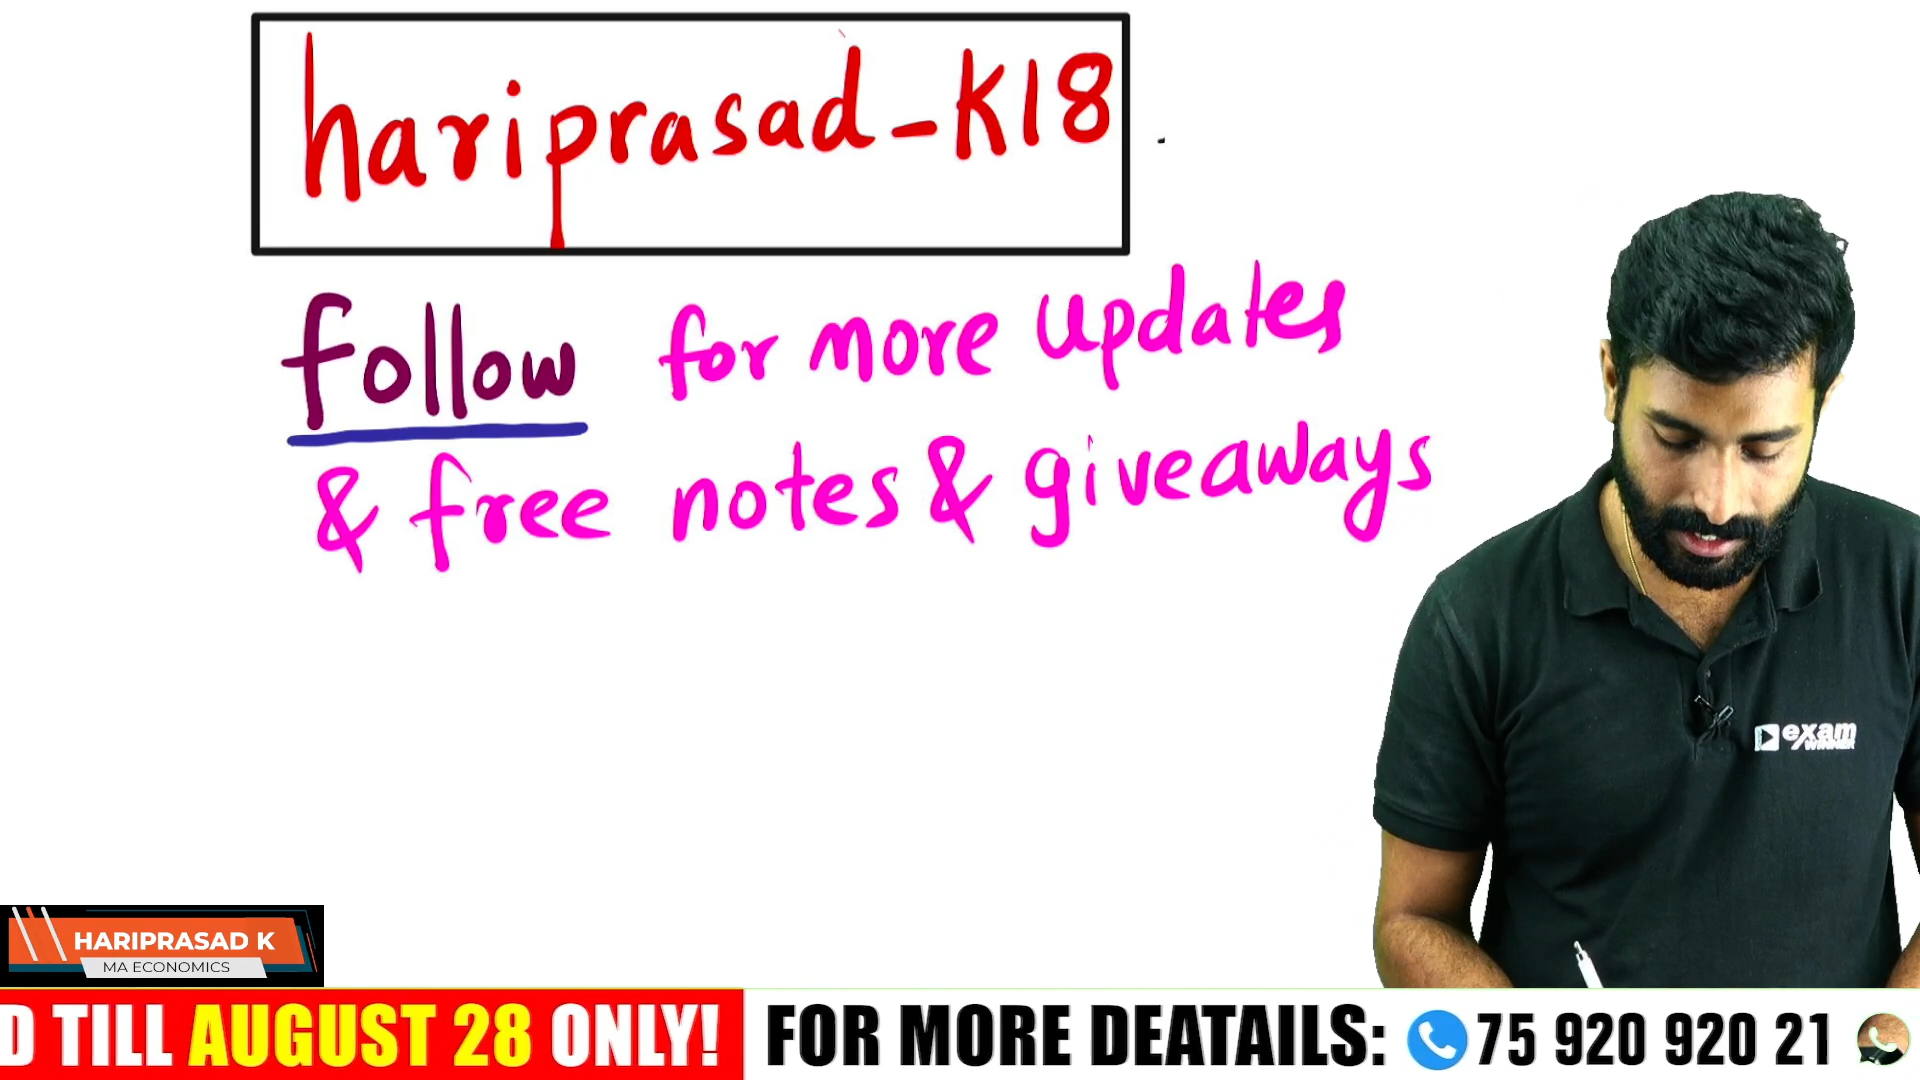 hariprasad-K18
follow for more updates
& free notes & giveaways
exam
WINNER
HARIPRASAD K
MA ECONOMICS
D TILL AUGUST 28 ONLY!
FOR MORE DEATAILS: 75 920 920 21